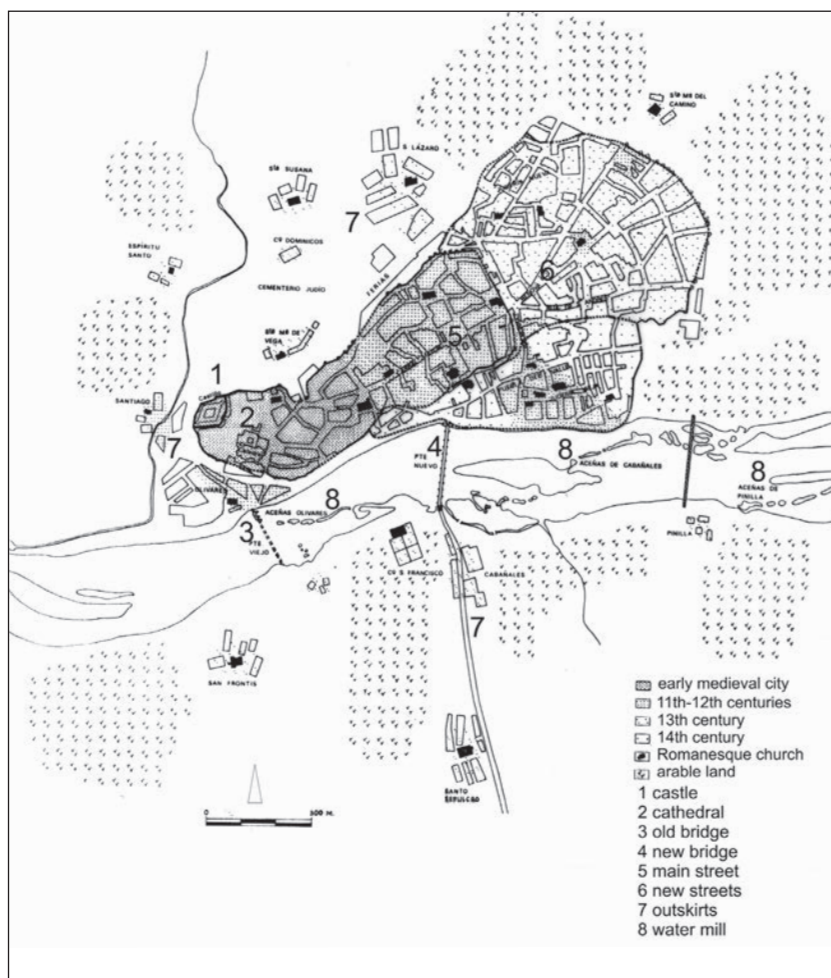 Sta Ma DEL
CAMINO
S. LÁZARO
Sta SUSANA
7
Co DOMINICOS
ESPÍRITU
SANTO
CEMENTERIO JUDÍO
FERIAS
6
5
Sta Ma DE
VEGA
1
SANTIAGO
2
7
4
PTE
NUEVO
8
ACEÑAS DE CABAÑALES
8
ACEÑAS DE
PINILLA
OLIVARES
8
ACEÑAS OLIVARES
3
PTE
VIEJO
PINILLA
Co S. FRANCISCO
CABAÑALES
7
SAN FRONTIS
SANTO
SEPULCRO
0 300 M.
early medieval city
11th-12th centuries
13th century
14th century
Romanesque church
arable land
1 castle
2 cathedral
3 old bridge
4 new bridge
5 main street
6 new streets
7 outskirts
8 water mill